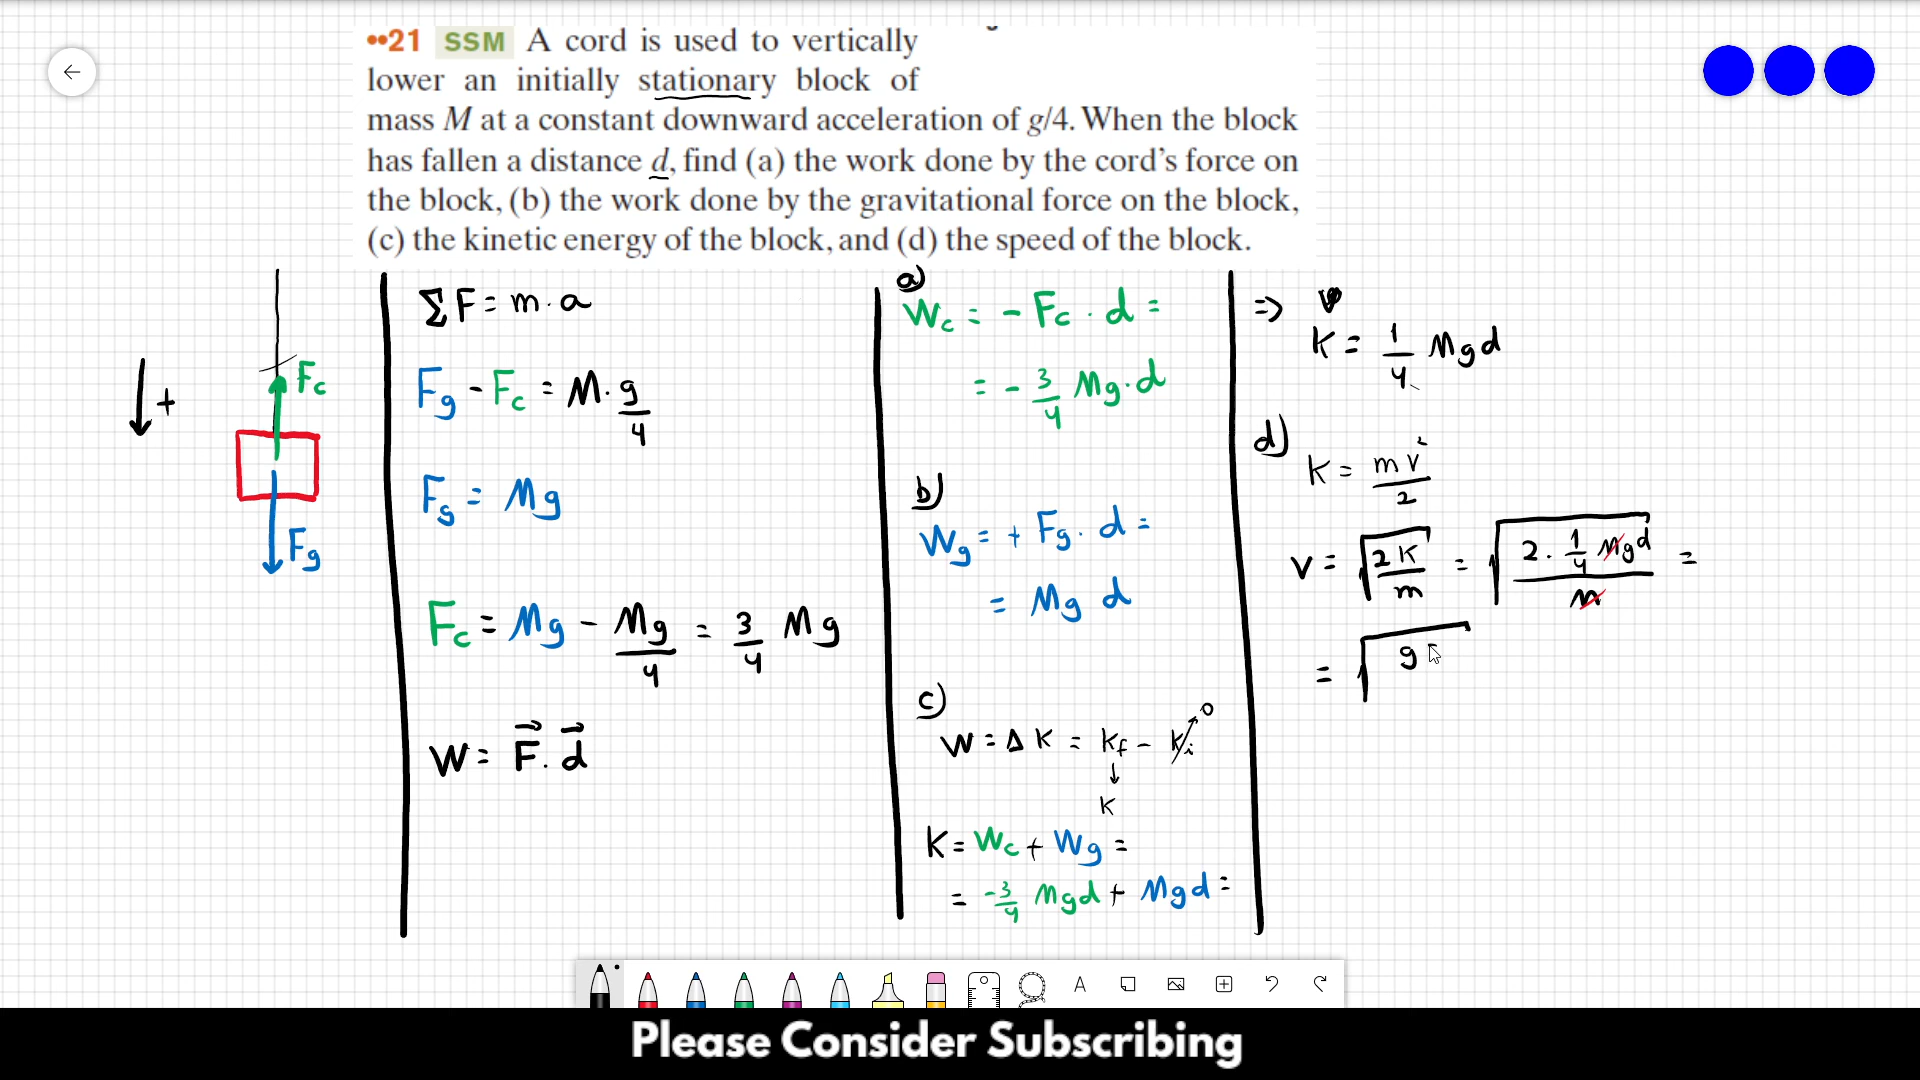 ••21 SSM A cord is used to vertically
lower an initially stationary block of
mass M at a constant downward acceleration of g/4. When the block
has fallen a distance d, find (a) the work done by the cord's force on
the block, (b) the work done by the gravitational force on the block,
(c) the kinetic energy of the block, and (d) the speed of the block.
+
Fc
Fg
ΣF = m · a
Fg - Fc = M · g/4
Fg = Mg
Fc = Mg - Mg/4 = 3/4 Mg
W = F⃗ · d⃗
a)
Wc = - Fc · d =
= - 3/4 Mg · d
b)
Wg = + Fg · d =
= Mg d
c)
W = Δ K = Kf - Ki 0
↓
K
K = Wc + Wg =
= -3/4 Mgd + Mgd =
=>
K = 1/4 Mgd
d)
K = mv²/2
v = √(2K/m) = √(2 · 1/4 Mgd / m) =
= √ g
A
Please Consider Subscribing